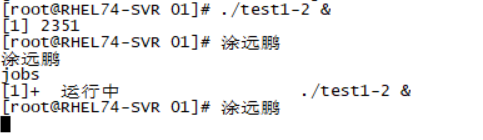 [root@RHEL74-SVR 01]# ./test1-2 &
[1] 2351
[root@RHEL74-SVR 01]# 涂远鹏
涂远鹏
jobs
[1]+  运行中                  ./test1-2 &
[root@RHEL74-SVR 01]# 涂远鹏